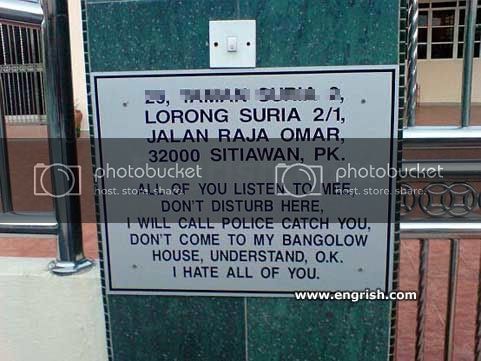 LORONG SURIA 2/1,
JALAN RAJA OMAR,
32000 SITIAWAN, PK.
ALL OF YOU LISTEN TO MEE,
DON'T DISTURB HERE,
I WILL CALL POLICE CATCH YOU,
DON'T COME TO MY BANGOLOW
HOUSE, UNDERSTAND, O.K.
I HATE ALL OF YOU.
photobucket
host. store. share.
photobucket
host. store. share.
www.engrish.com